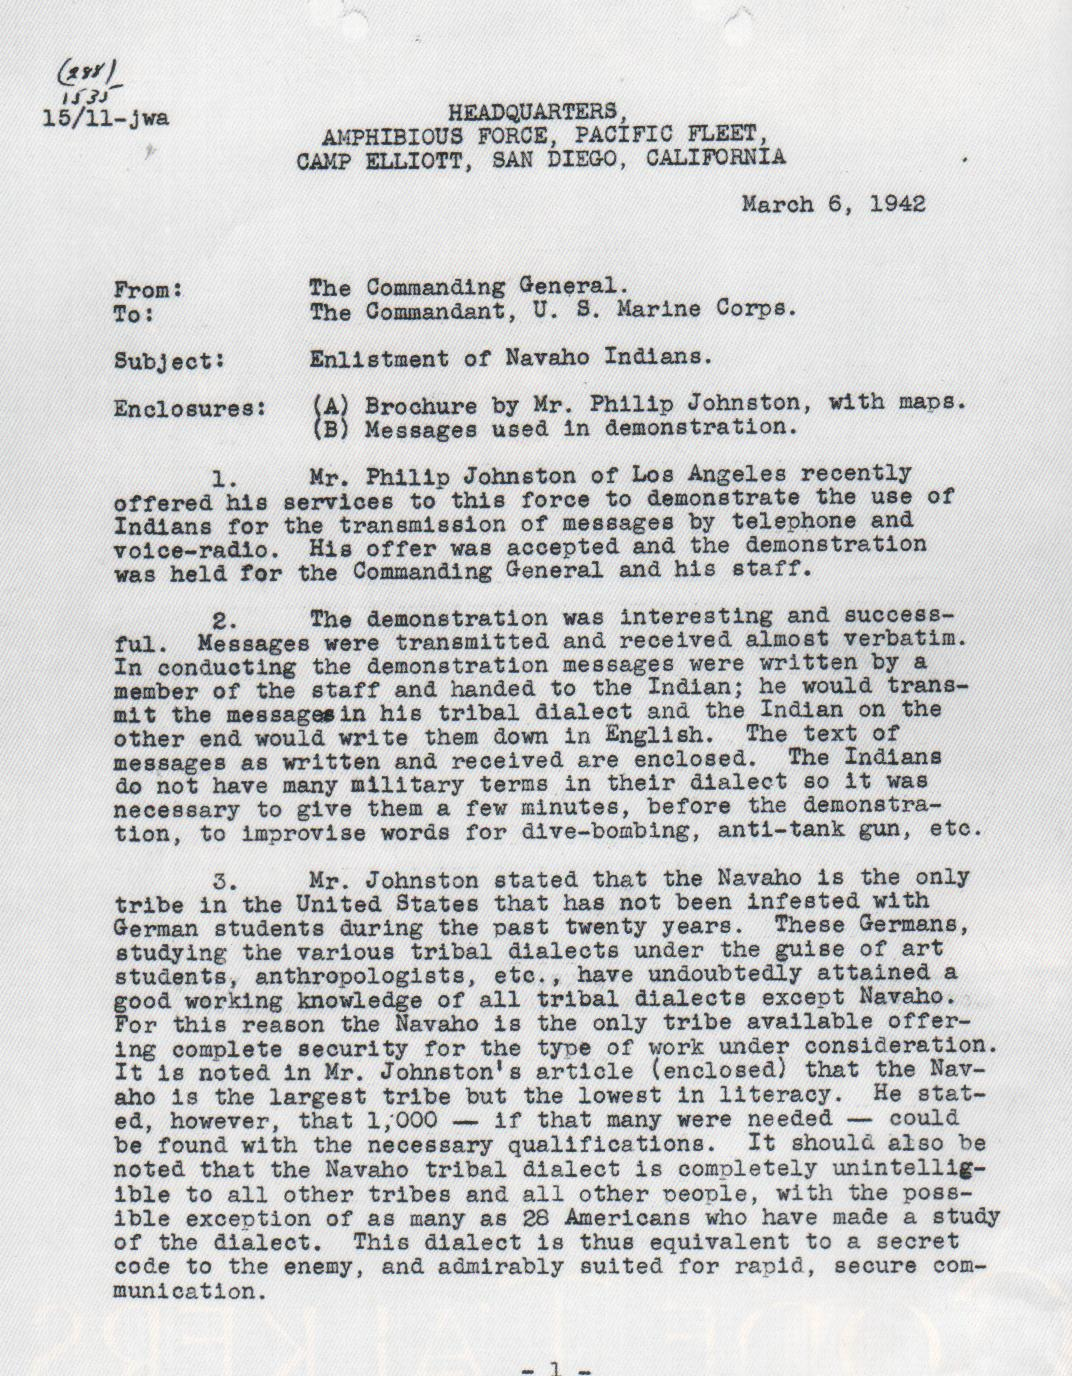 (288)
1535
15/11-jwa
HEADQUARTERS,
AMPHIBIOUS FORCE, PACIFIC FLEET,
CAMP ELLIOTT, SAN DIEGO, CALIFORNIA
March 6, 1942
From: The Commanding General.
To: The Commandant, U. S. Marine Corps.
Subject: Enlistment of Navaho Indians.
Enclosures: (A) Brochure by Mr. Philip Johnston, with maps.
(B) Messages used in demonstration.
1. Mr. Philip Johnston of Los Angeles recently
offered his services to this force to demonstrate the use of
Indians for the transmission of messages by telephone and
voice-radio. His offer was accepted and the demonstration
was held for the Commanding General and his staff.
2. The demonstration was interesting and success-
ful. Messages were transmitted and received almost verbatim.
In conducting the demonstration messages were written by a
member of the staff and handed to the Indian; he would trans-
mit the messages in his tribal dialect and the Indian on the
other end would write them down in English. The text of
messages as written and received are enclosed. The Indians
do not have many military terms in their dialect so it was
necessary to give them a few minutes, before the demonstra-
tion, to improvise words for dive-bombing, anti-tank gun, etc.
3. Mr. Johnston stated that the Navaho is the only
tribe in the United States that has not been infested with
German students during the past twenty years. These Germans,
studying the various tribal dialects under the guise of art
students, anthropologists, etc., have undoubtedly attained a
good working knowledge of all tribal dialects except Navaho.
For this reason the Navaho is the only tribe available offer-
ing complete security for the type of work under consideration.
It is noted in Mr. Johnston's article (enclosed) that the Nav-
aho is the largest tribe but the lowest in literacy. He stat-
ed, however, that 1,000 — if that many were needed — could
be found with the necessary qualifications. It should also be
noted that the Navaho tribal dialect is completely unintellig-
ible to all other tribes and all other people, with the poss-
ible exception of as many as 28 Americans who have made a study
of the dialect. This dialect is thus equivalent to a secret
code to the enemy, and admirably suited for rapid, secure com-
munication.
- 1 -